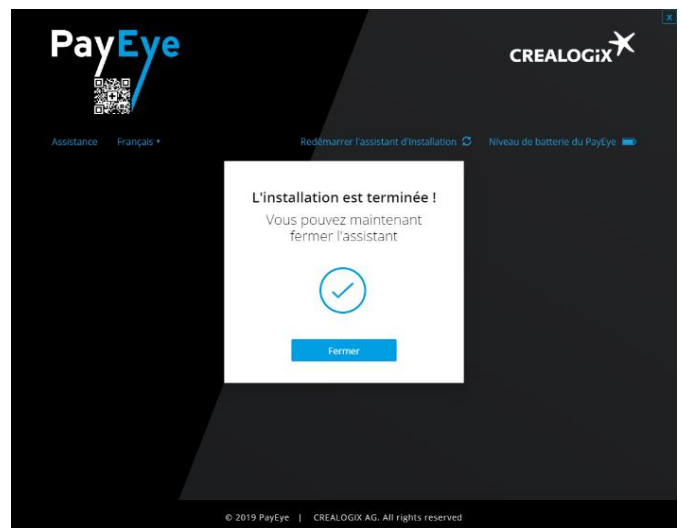 x
PayEye
CREALOGIX
Assistance Français
Redémarrer l'assistant d'Installation Niveau de batterie du PayEye
L'installation est terminée !
Vous pouvez maintenant
fermer l'assistant
Fermer
© 2019 PayEye | CREALOGIX AG. All rights reserved